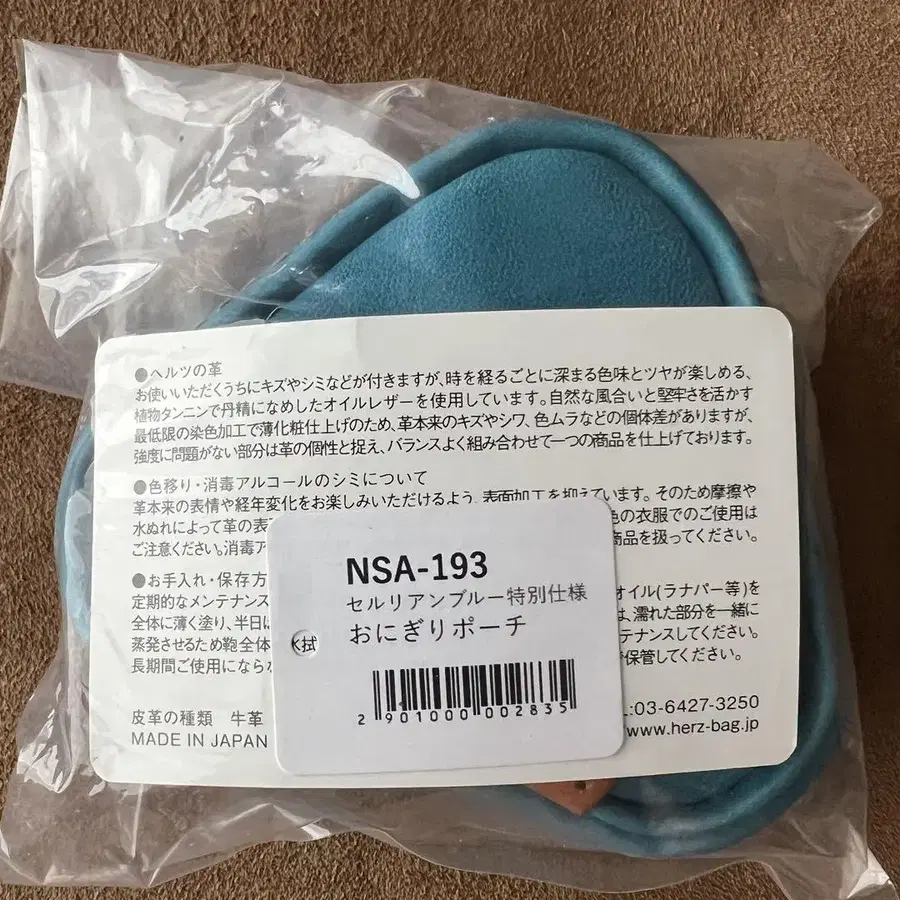 ●ヘルツの革
お使いいただくうちにキズやシミなどが付きますが、時を経るごとに深まる色味とツヤが楽しめる、
植物タンニンで丹精になめしたオイルレザーを使用しています。自然な風合いと堅牢さを活かす
最低限の染色加工で薄化粧仕上げのため、革本来のキズやシワ、色ムラなどの個体差がありますが、
強度に問題がない部分は革の個性と捉え、バランスよく組み合わせて一つの商品を仕上げております。
●色移り・消毒アルコールのシミについて
革本来の表情や経年変化をお楽しみいただけるよう、表面加工を抑えています。そのため摩擦や
水ぬれによって革の表 色の衣服でのご使用は
ご注意ください。消毒ア 商品を扱ってください。
●お手入れ・保存方
定期的なメンテナンス オイル(ラナパー等)を
全体に薄く塗り、半日 、濡れた部分を一緒に
蒸発させるため鞄全体 テナンスしてください。
長期間ご使用になら 保管してください。
皮革の種類 牛革
MADE IN JAPAN
:03-6427-3250
www.herz-bag.jp
NSA-193
セルリアンブルー特別仕様
おにぎりポーチ
2 901000 002835